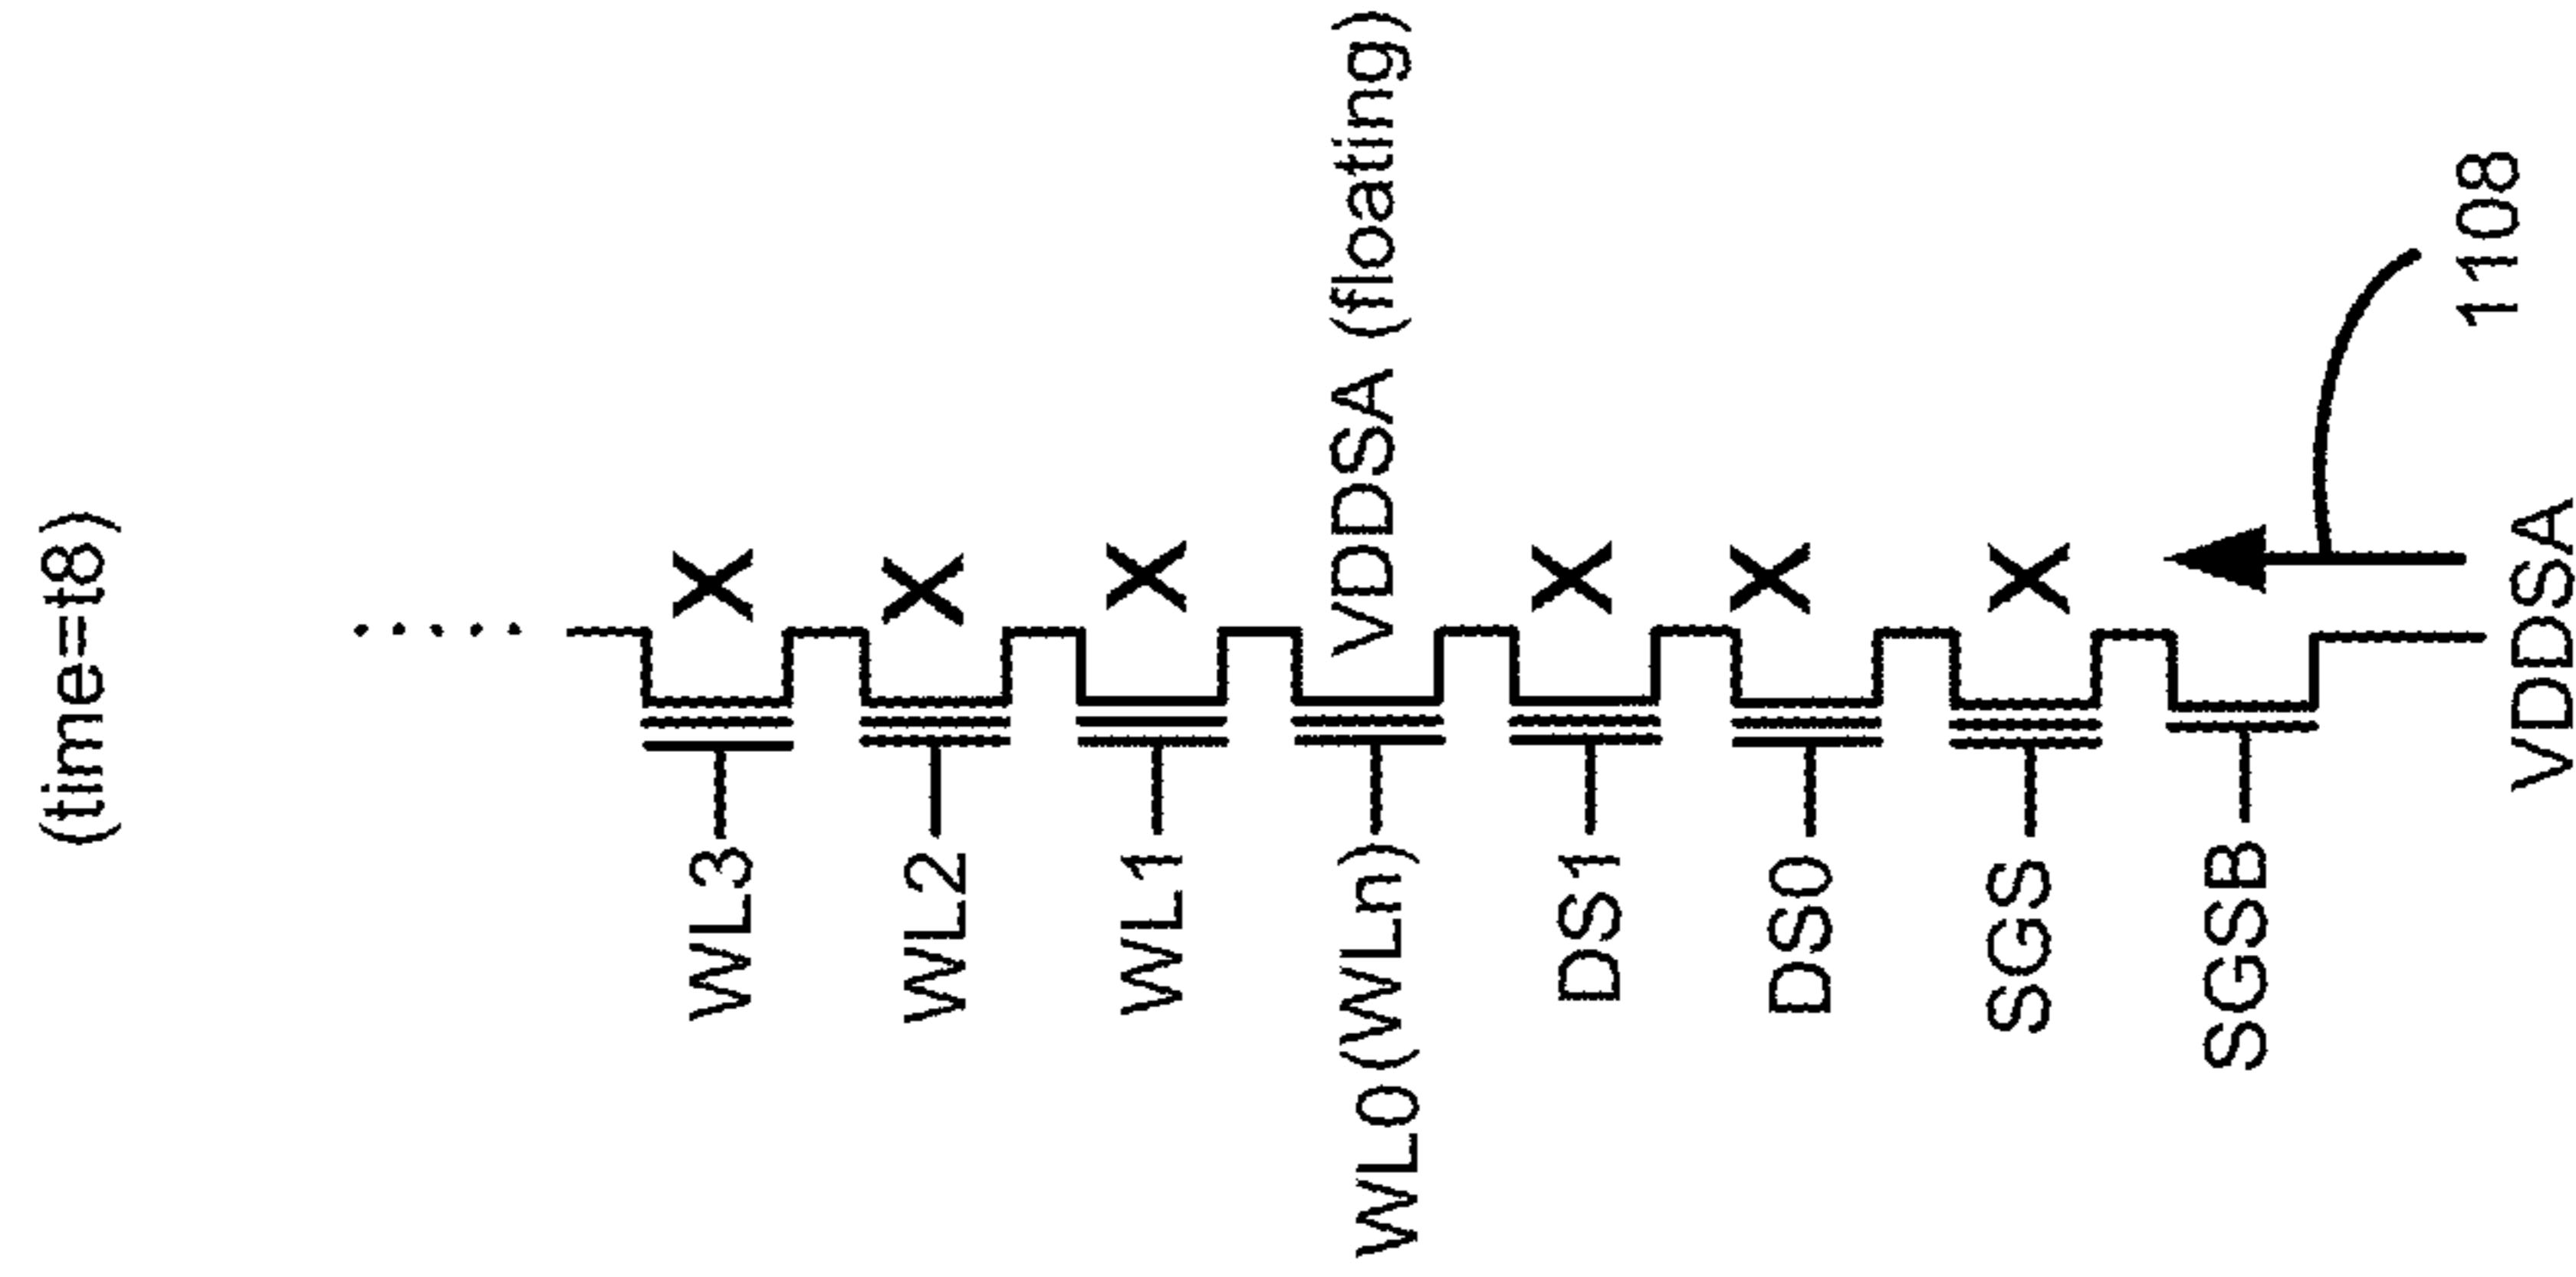 (time=t8)
WL3
X
WL2
X
WL1
X
WL0(WLn)
VDDSA (floating)
DS1
X
DS0
X
SGS
X
SGSB
1108
VDDSA